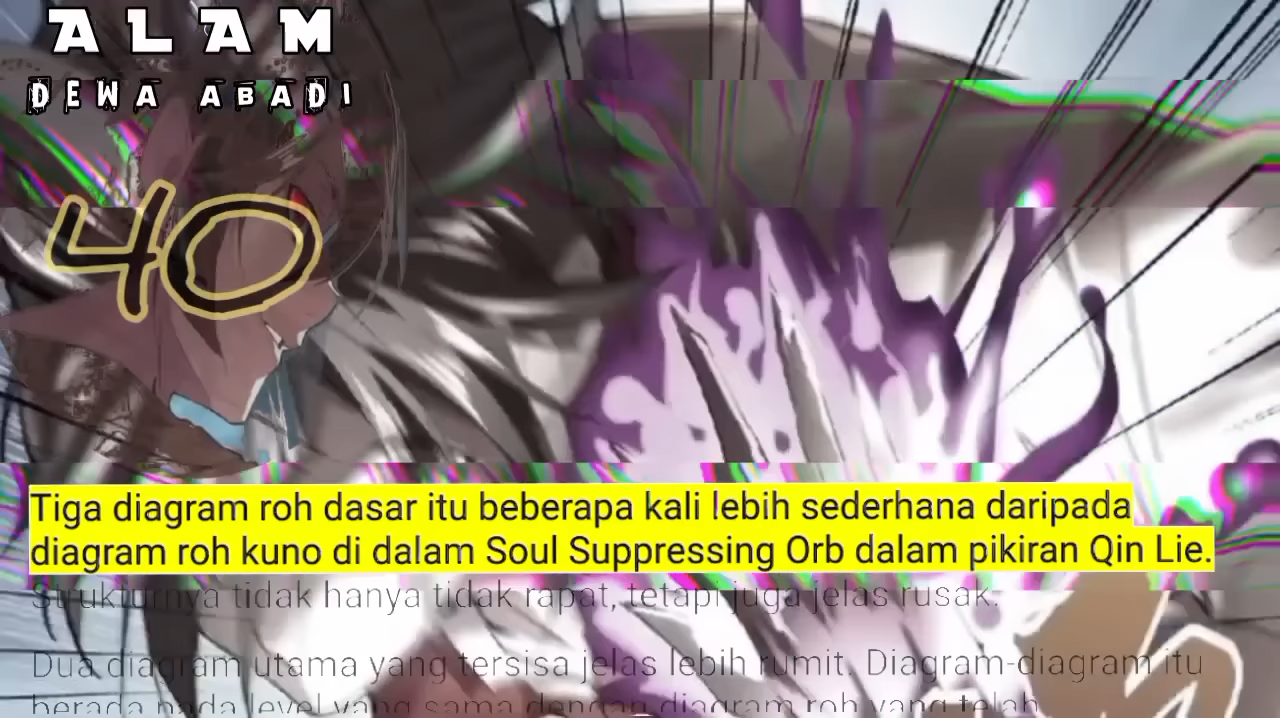 ALAM
DEWA ABADI
40
Tiga diagram roh dasar itu beberapa kali lebih sederhana daripada
diagram roh kuno di dalam Soul Suppressing Orb dalam pikiran Qin Lie.
Strukturnya tidak hanya tidak rapat, tetapi juga jelas rusak.
Dua diagram utama yang tersisa jelas lebih rumit. Diagram-diagram itu
berada pada level yang sama dengan diagram roh yang telah